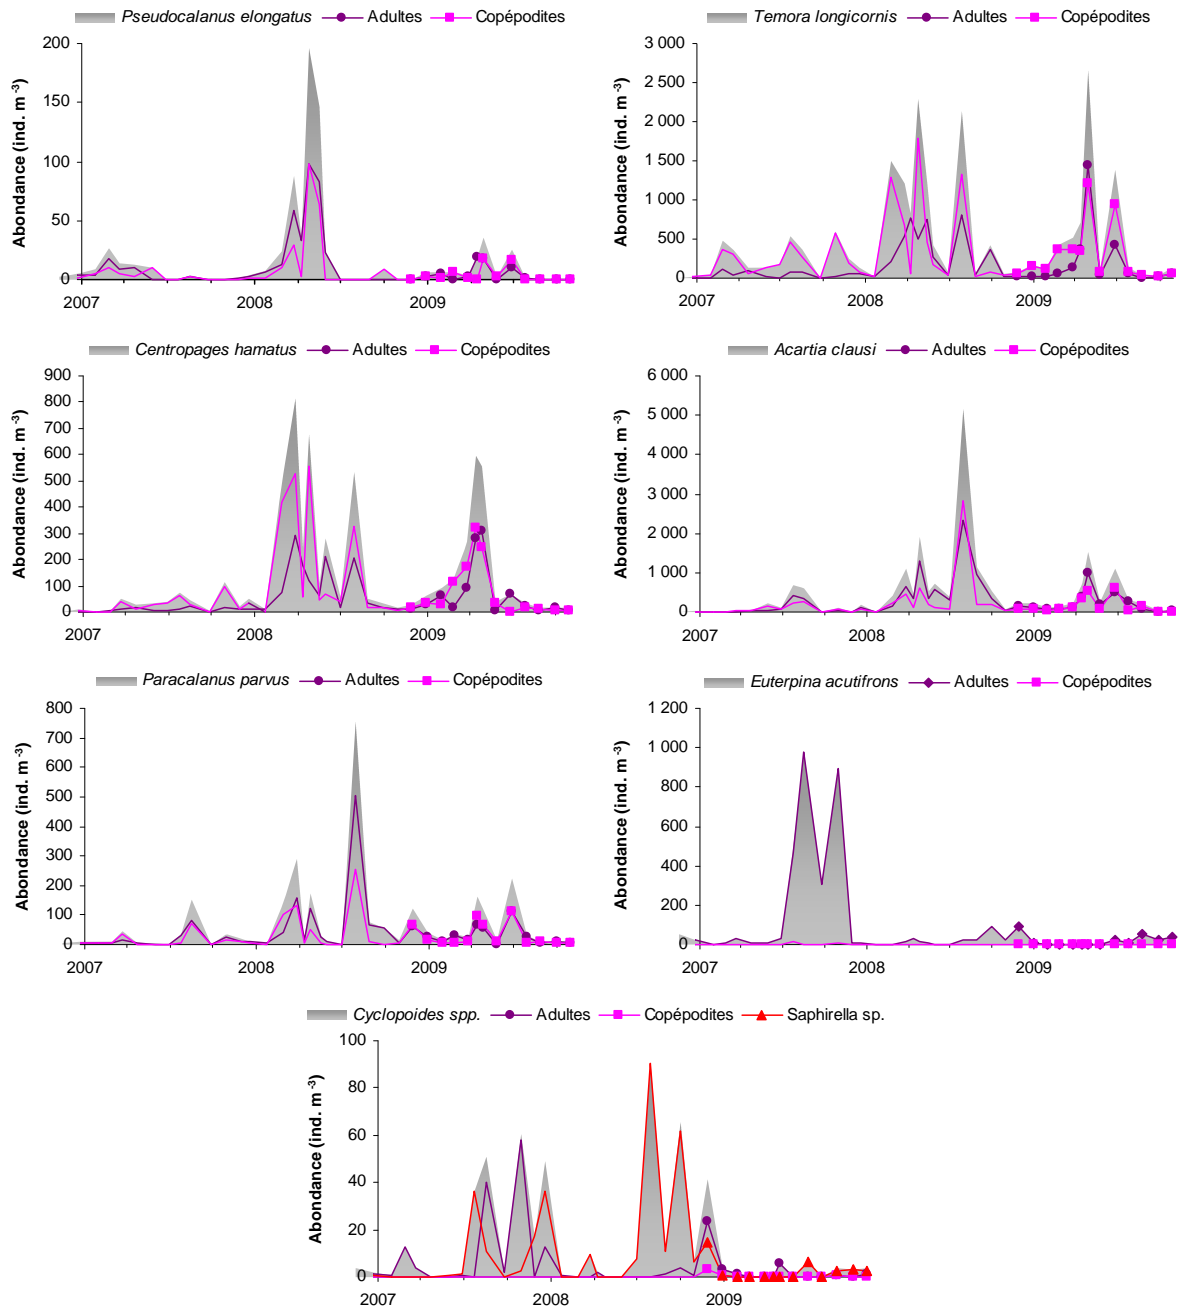 Pseudocalanus elongatus Adultes Copépodites
Abondance (ind. m-3)
200
150
100
50
0
2007 2008 2009
Temora longicornis Adultes Copépodites
Abondance (ind. m-3)
3 000
2 500
2 000
1 500
1 000
500
0
2007 2008 2009
Centropages hamatus Adultes Copépodites
Abondance (ind. m-3)
900
800
700
600
500
400
300
200
100
0
2007 2008 2009
Acartia clausi Adultes Copépodites
Abondance (ind. m-3)
6 000
5 000
4 000
3 000
2 000
1 000
0
2007 2008 2009
Paracalanus parvus Adultes Copépodites
Abondance (ind. m-3)
800
700
600
500
400
300
200
100
0
2007 2008 2009
Euterpina acutifrons Adultes Copépodites
Abondance (ind. m-3)
1 200
1 000
800
600
400
200
0
2007 2008 2009
Cyclopoides spp. Adultes Copépodites Saphirella sp.
Abondance (ind. m-3)
100
80
60
40
20
0
2007 2008 2009